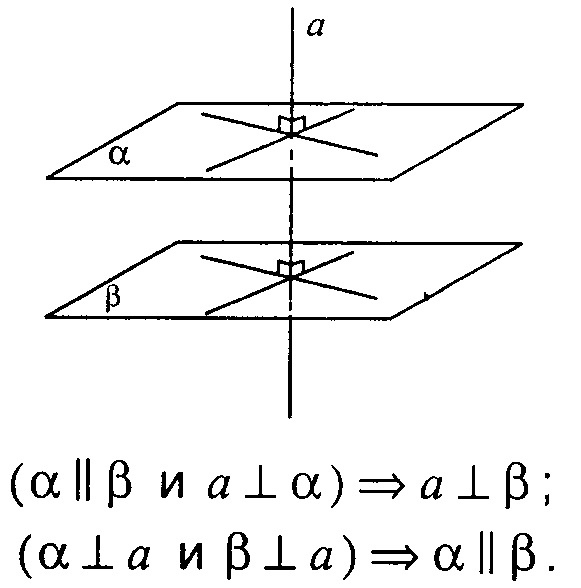 a
α
β
(α ∥ β и a ⊥ α) ⇒ a ⊥ β;
(α ⊥ a и β ⊥ a) ⇒ α ∥ β.